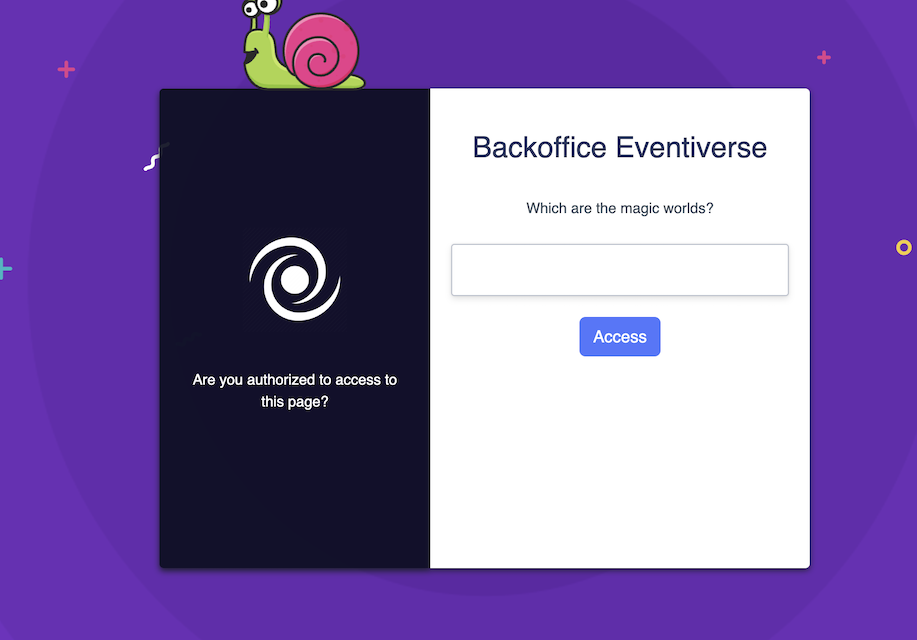 Backoffice Eventiverse
Which are the magic worlds?
Access
Are you authorized to access to
this page?